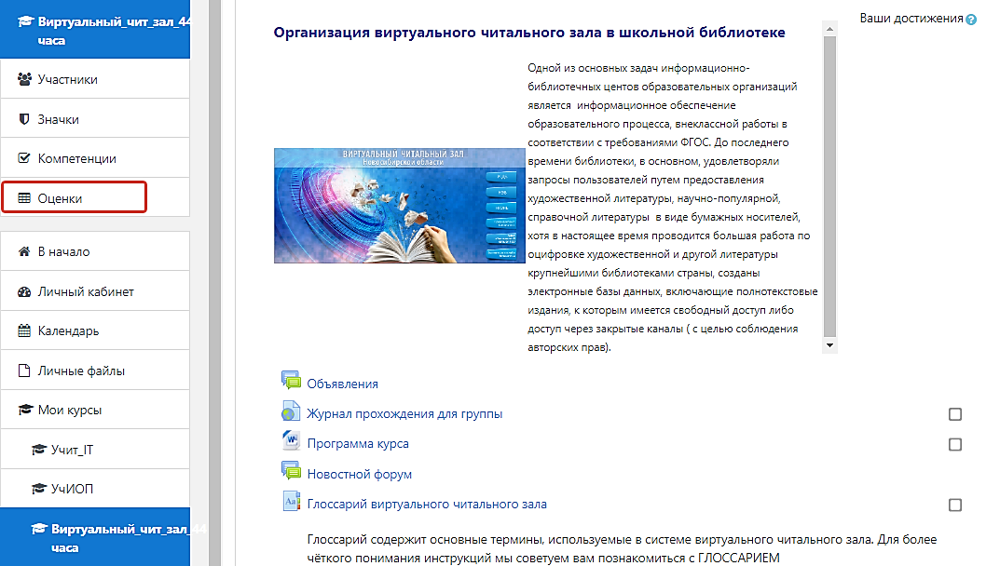 Виртуальный_чит_зал_44
часа
Участники
Значки
Компетенции
Оценки
В начало
Личный кабинет
Календарь
Личные файлы
Мои курсы
Учит_IT
УчИОП
Виртуальный_чит_зал_44
часа
Организация виртуального читального зала в школьной библиотеке
ВИРТУАЛЬНЫЙ ЧИТАЛЬНЫЙ ЗАЛ
Новосибирской области
Одной из основных задач информационно-
библиотечных центов образовательных организаций
является информационное обеспечение
образовательного процесса, внеклассной работы в
соответствии с требованиями ФГОС. До последнего
времени библиотеки, в основном, удовлетворяли
запросы пользователей путем предоставления
художественной литературы, научно-популярной,
справочной литературы в виде бумажных носителей,
хотя в настоящее время проводится большая работа по
оцифровке художественной и другой литературы
крупнейшими библиотеками страны, созданы
электронные базы данных, включающие полнотекстовые
издания, к которым имеется свободный доступ либо
доступ через закрытые каналы ( с целью соблюдения
авторских прав).
Ваши достижения
Объявления
Журнал прохождения для группы
Программа курса
Новостной форум
Глоссарий виртуального читального зала
Глоссарий содержит основные термины, используемые в системе виртуального читального зала. Для более
чёткого понимания инструкций мы советуем вам познакомиться с ГЛОССАРИЕМ